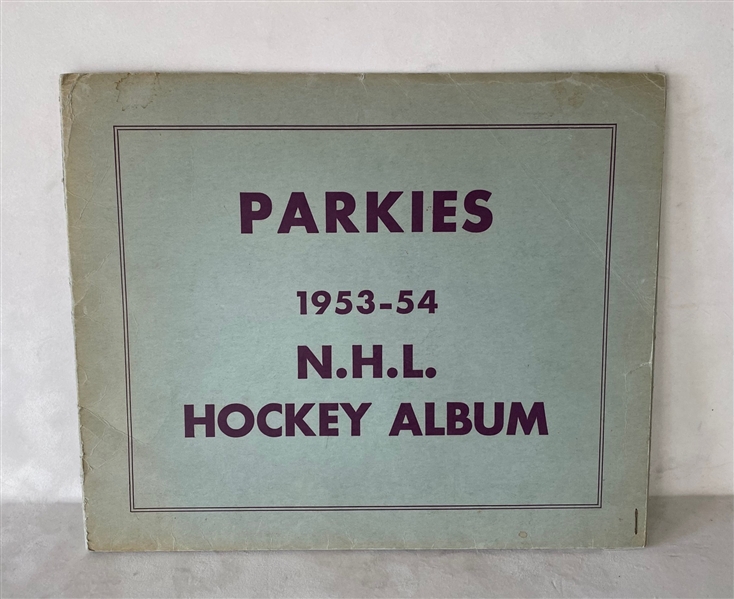 PARKIES
1953-54
N.H.L.
HOCKEY ALBUM